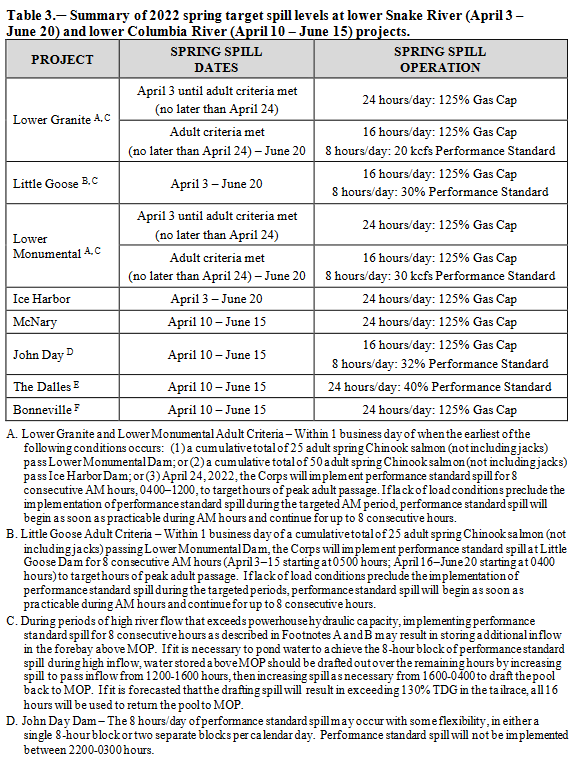 Table 3.— Summary of 2022 spring target spill levels at lower Snake River (April 3 –
June 20) and lower Columbia River (April 10 – June 15) projects.
PROJECT
SPRING SPILL
DATES
SPRING SPILL
OPERATION
Lower Granite A, C
April 3 until adult criteria met
(no later than April 24)
24 hours/day: 125% Gas Cap
Adult criteria met
(no later than April 24) – June 20
16 hours/day: 125% Gas Cap
8 hours/day: 20 kcfs Performance Standard
Little Goose B, C
April 3 – June 20
16 hours/day: 125% Gas Cap
8 hours/day: 30% Performance Standard
Lower
Monumental A, C
April 3 until adult criteria met
(no later than April 24)
24 hours/day: 125% Gas Cap
Adult criteria met
(no later than April 24) – June 20
16 hours/day: 125% Gas Cap
8 hours/day: 30 kcfs Performance Standard
Ice Harbor
April 3 – June 20
24 hours/day: 125% Gas Cap
McNary
April 10 – June 15
24 hours/day: 125% Gas Cap
John Day D
April 10 – June 15
16 hours/day: 125% Gas Cap
8 hours/day: 32% Performance Standard
The Dalles E
April 10 – June 15
24 hours/day: 40% Performance Standard
Bonneville F
April 10 – June 15
24 hours/day: 125% Gas Cap
A. Lower Granite and Lower Monumental Adult Criteria – Within 1 business day of when the earliest of the
following conditions occurs: (1) a cumulative total of 25 adult spring Chinook salmon (not including jacks)
pass Lower Monumental Dam; or (2) a cumulative total of 50 adult spring Chinook salmon (not including jacks)
pass Ice Harbor Dam; or (3) April 24, 2022, the Corps will implement performance standard spill for 8
consecutive AM hours, 0400–1200, to target hours of peak adult passage. If lack of load conditions preclude the
implementation of performance standard spill during the targeted AM period, performance standard spill will
begin as soon as practicable during AM hours and continue for up to 8 consecutive hours.
B. Little Goose Adult Criteria – Within 1 business day of a cumulative total of 25 adult spring Chinook salmon (not
including jacks) passing Lower Monumental Dam, the Corps will implement performance standard spill at Little
Goose Dam for 8 consecutive AM hours (April 3–15 starting at 0500 hours; April 16–June 20 starting at 0400
hours) to target hours of peak adult passage. If lack of load conditions preclude the implementation of
performance standard spill during the targeted periods, performance standard spill will begin as soon as
practicable during AM hours and continue for up to 8 consecutive hours.
C. During periods of high river flow that exceeds powerhouse hydraulic capacity, implementing performance
standard spill for 8 consecutive hours as described in Footnotes A and B may result in storing additional inflow
in the forebay above MOP. If it is necessary to pond water to achieve the 8-hour block of performance standard
spill during high inflow, water stored above MOP should be drafted out over the remaining hours by increasing
spill to pass inflow from 1200-1600 hours, then increasing spill as necessary from 1600-0400 to draft the pool
back to MOP. If it is forecasted that the drafting spill will result in exceeding 130% TDG in the tailrace, all 16
hours will be used to return the pool to MOP.
D. John Day Dam – The 8 hours/day of performance standard spill may occur with some flexibility, in either a
single 8-hour block or two separate blocks per calendar day. Performance standard spill will not be implemented
between 2200-0300 hours.